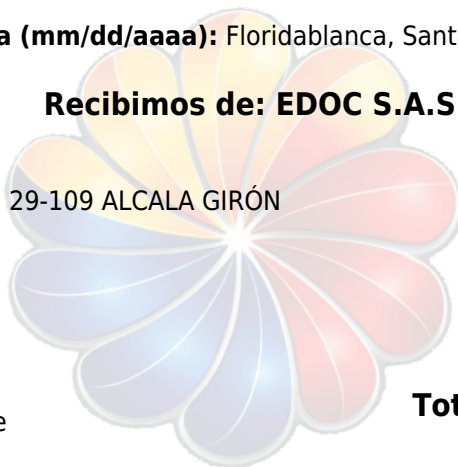 a (mm/dd/aaaa): Floridablanca, Sant
Recibimos de: EDOC S.A.S
29-109 ALCALA GIRÓN
Tot
e